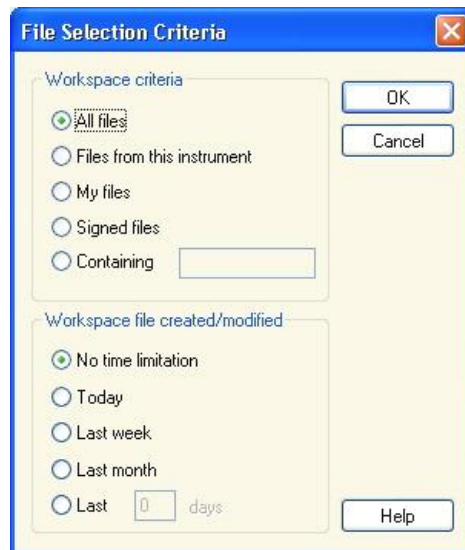 File Selection Criteria
Workspace criteria
All files
Files from this instrument
My files
Signed files
Containing
Workspace file created/modified
No time limitation
Today
Last week
Last month
Last 0 days
OK
Cancel
Help